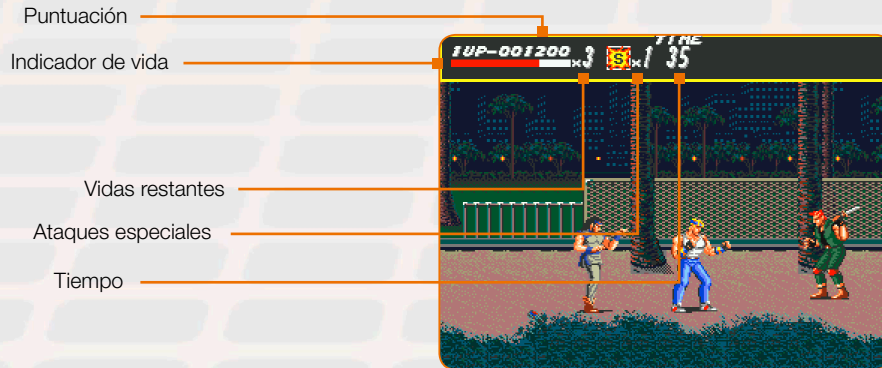 Puntuación
TIME
1UP-001200 ×3 S ×1 35
Indicador de vida
Vidas restantes
Ataques especiales
Tiempo